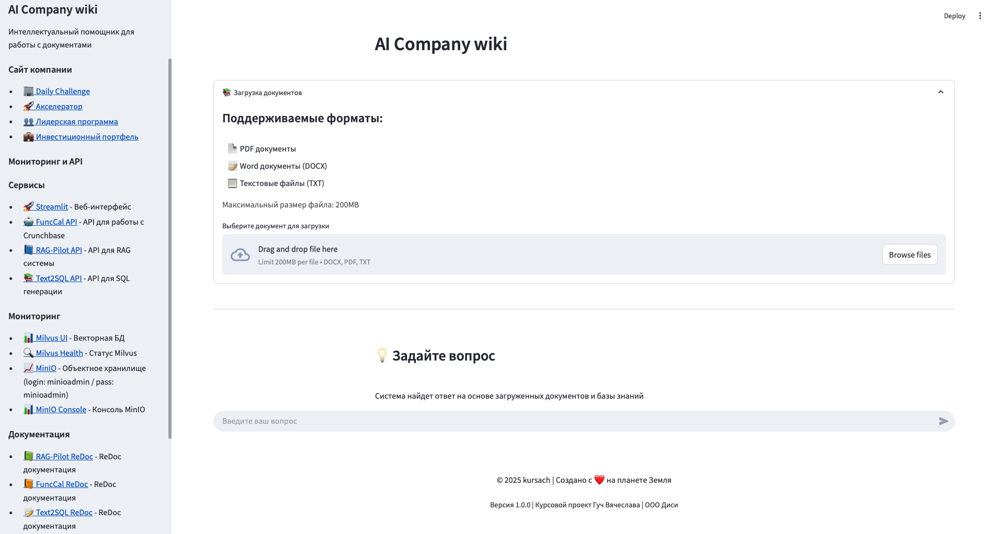 AI Company wiki
Интеллектуальный помощник для
работы с документами
Сайт компании
Daily Challenge
Акселератор
Лидерская программа
Инвестиционный портфель
Мониторинг и API
Сервисы
Streamlit - Веб-интерфейс
FuncCal API - API для работы с
Crunchbase
RAG-Pilot API - API для RAG
системы
Text2SQL API - API для SQL
генерации
Мониторинг
Milvus UI - Векторная БД
Milvus Health - Статус Milvus
MinIO - Объектное хранилище
(login: minioadmin / pass:
minioadmin)
MinIO Console - Консоль MinIO
Документация
RAG-Pilot ReDoc - ReDoc
документация
FuncCal ReDoc - ReDoc
документация
Text2SQL ReDoc - ReDoc
документация
Deploy
AI Company wiki
Загрузка документов
Поддерживаемые форматы:
PDF документы
Word документы (DOCX)
Текстовые файлы (TXT)
Максимальный размер файла: 200MB
Выберите документ для загрузки
Drag and drop file here
Limit 200MB per file • DOCX, PDF, TXT
Browse files
Задайте вопрос
Система найдет ответ на основе загруженных документов и базы знаний
Введите ваш вопрос
© 2025 kursach | Создано с ❤️ на планете Земля
Версия 1.0.0 | Курсовой проект Гуч Вячеслава | ООО Диси